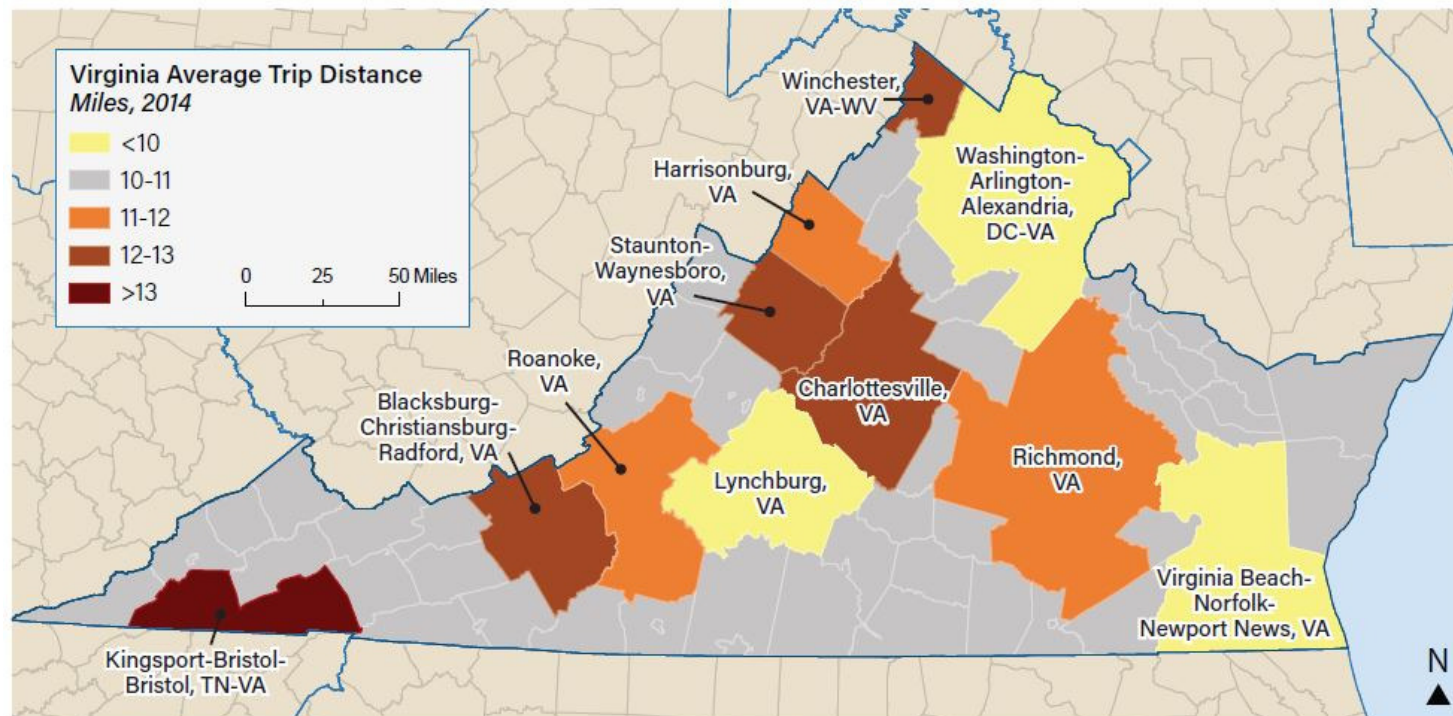 Virginia Average Trip Distance
Miles, 2014
<10
10-11
11-12
12-13
>13
0 25 50 Miles
Winchester,
VA-WV
Washington-
Arlington-
Alexandria,
DC-VA
Harrisonburg,
VA
Staunton-
Waynesboro,
VA
Charlottesville,
VA
Roanoke,
VA
Blacksburg-
Christiansburg-
Radford, VA
Lynchburg,
VA
Richmond,
VA
Virginia Beach-
Norfolk-
Newport News, VA
Kingsport-Bristol-
Bristol, TN-VA
N